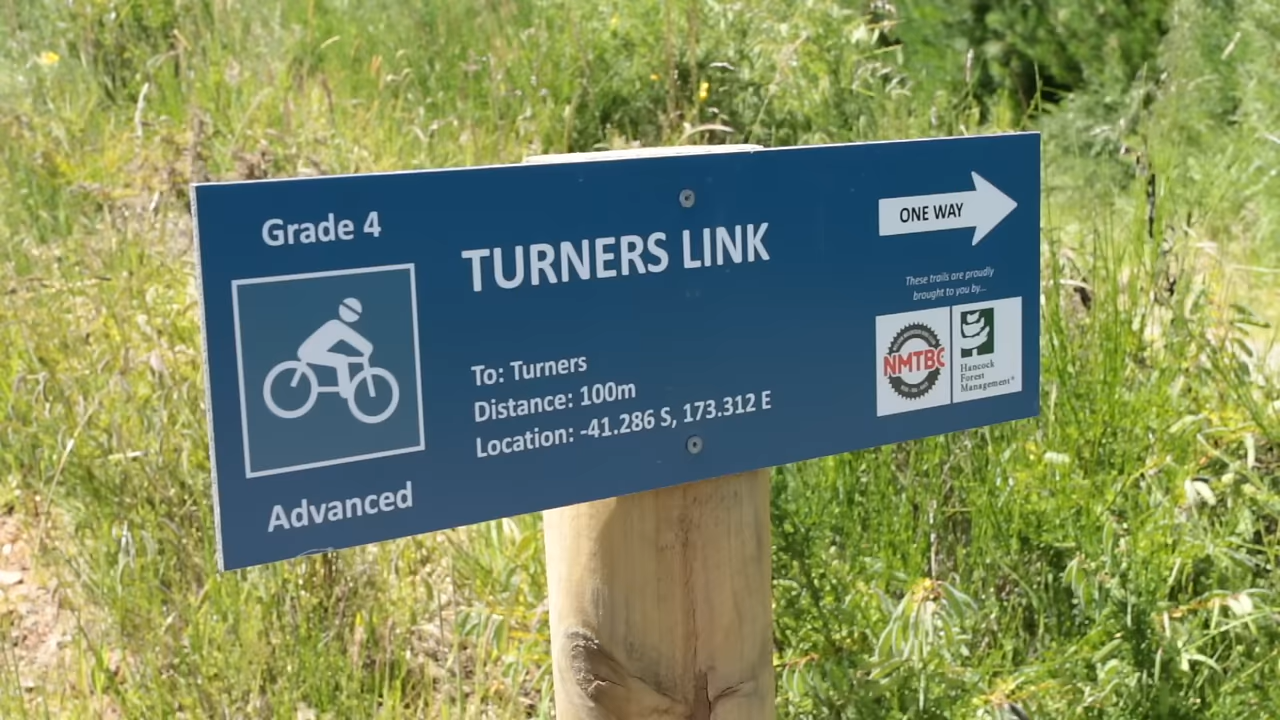 Grade 4
Advanced
TURNERS LINK
To: Turners
Distance: 100m
Location: -41.286 S, 173.312 E
ONE WAY
These trails are proudly
brought to you by...
NMTBC
Hancock
Forest
Management®